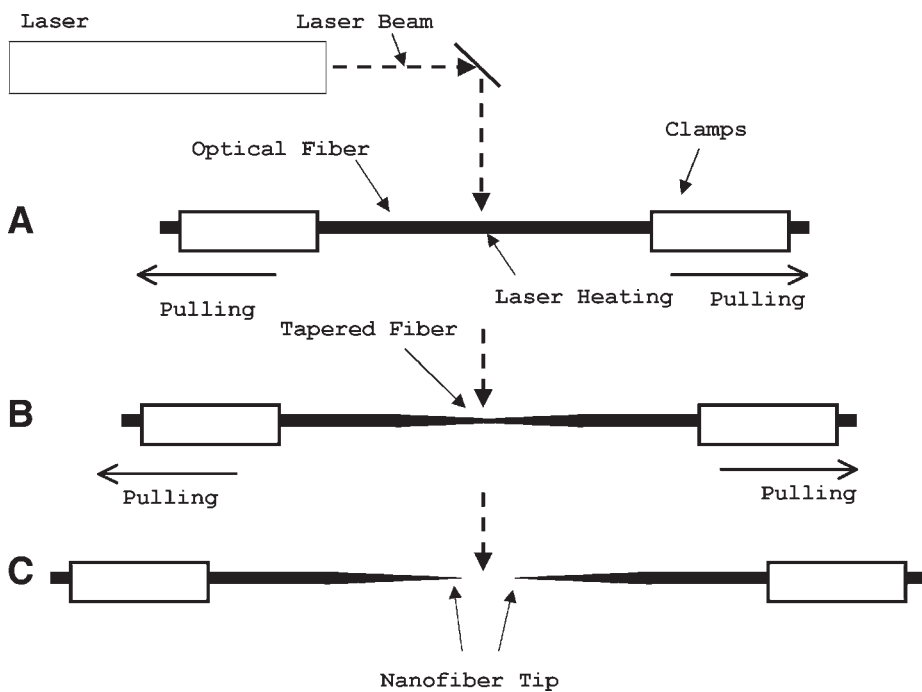 Laser
Laser Beam
Clamps
Optical Fiber
A
Laser Heating
Pulling
Pulling
Tapered Fiber
B
Pulling
Pulling
C
Nanofiber Tip